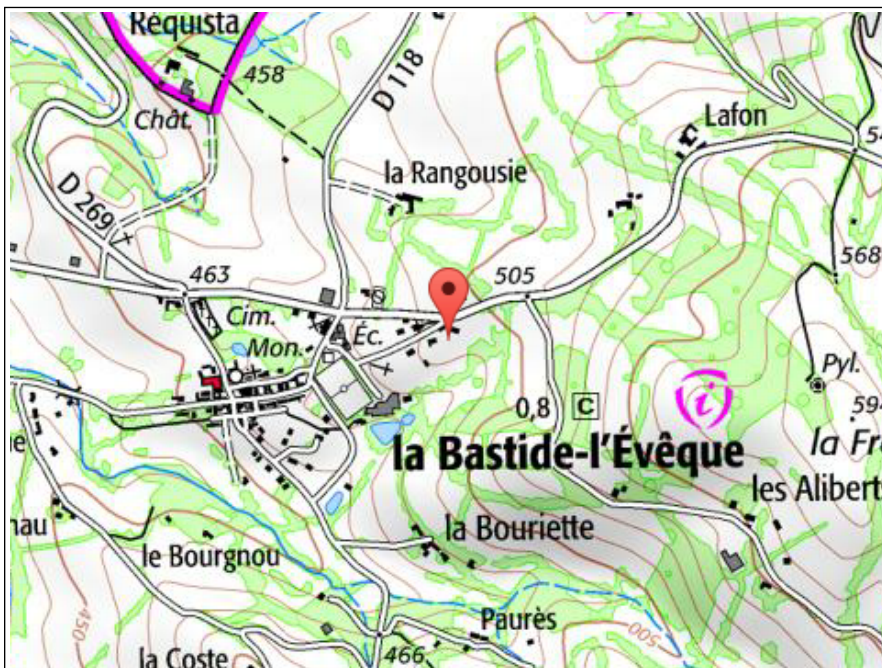 Réquista
458
D 118
Chât.
Lafon
la Rangousie
D 269
568
463
505
Cim.
Mon.
Éc.
Pyl.
0,8
C
i
la Bastide-l'Évêque
les Alibert
la Bouriette
le Bourgnou
Paurès
450
500
la Coste
466